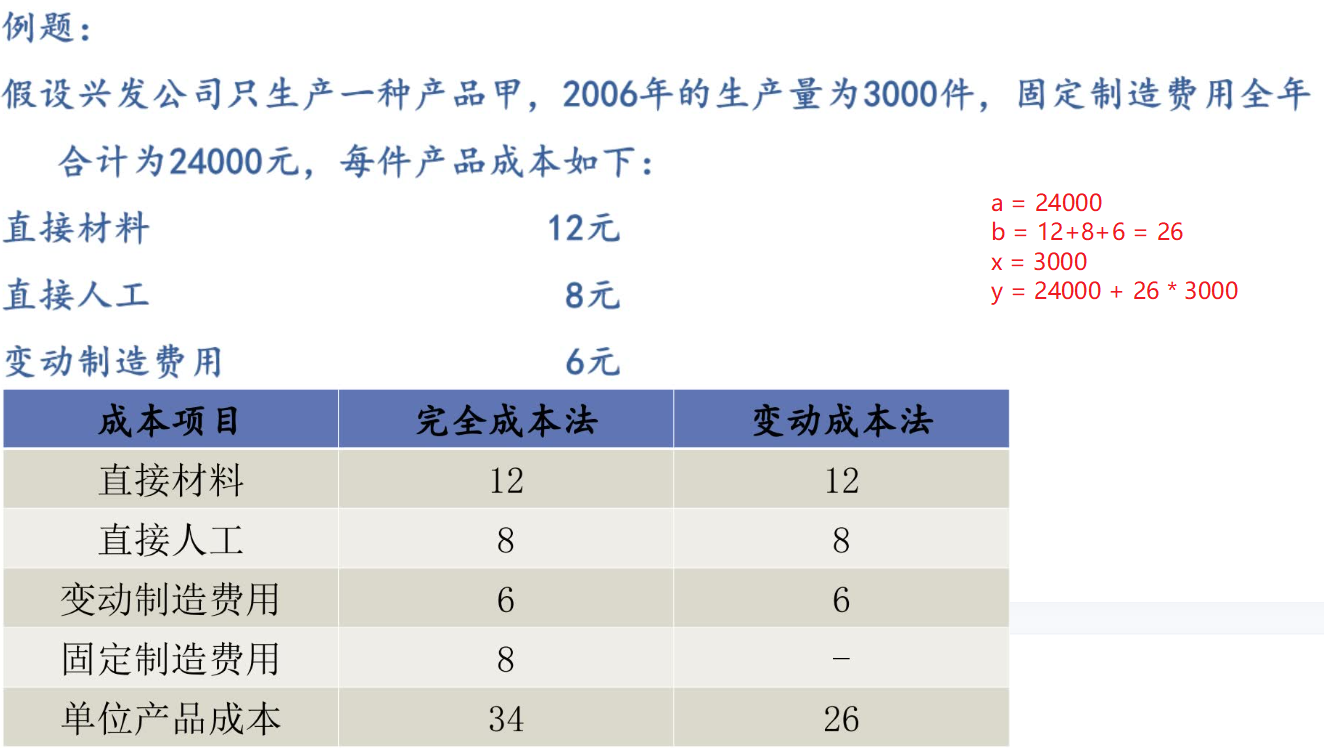 例题：
假设兴发公司只生产一种产品甲，2006年的生产量为3000件，固定制造费用全年
合计为24000元，每件产品成本如下：
直接材料 12元
直接人工 8元
变动制造费用 6元
a = 24000
b = 12+8+6 = 26
x = 3000
y = 24000 + 26 * 3000
成本项目 完全成本法 变动成本法
直接材料 12 12
直接人工 8 8
变动制造费用 6 6
固定制造费用 8 –
单位产品成本 34 26